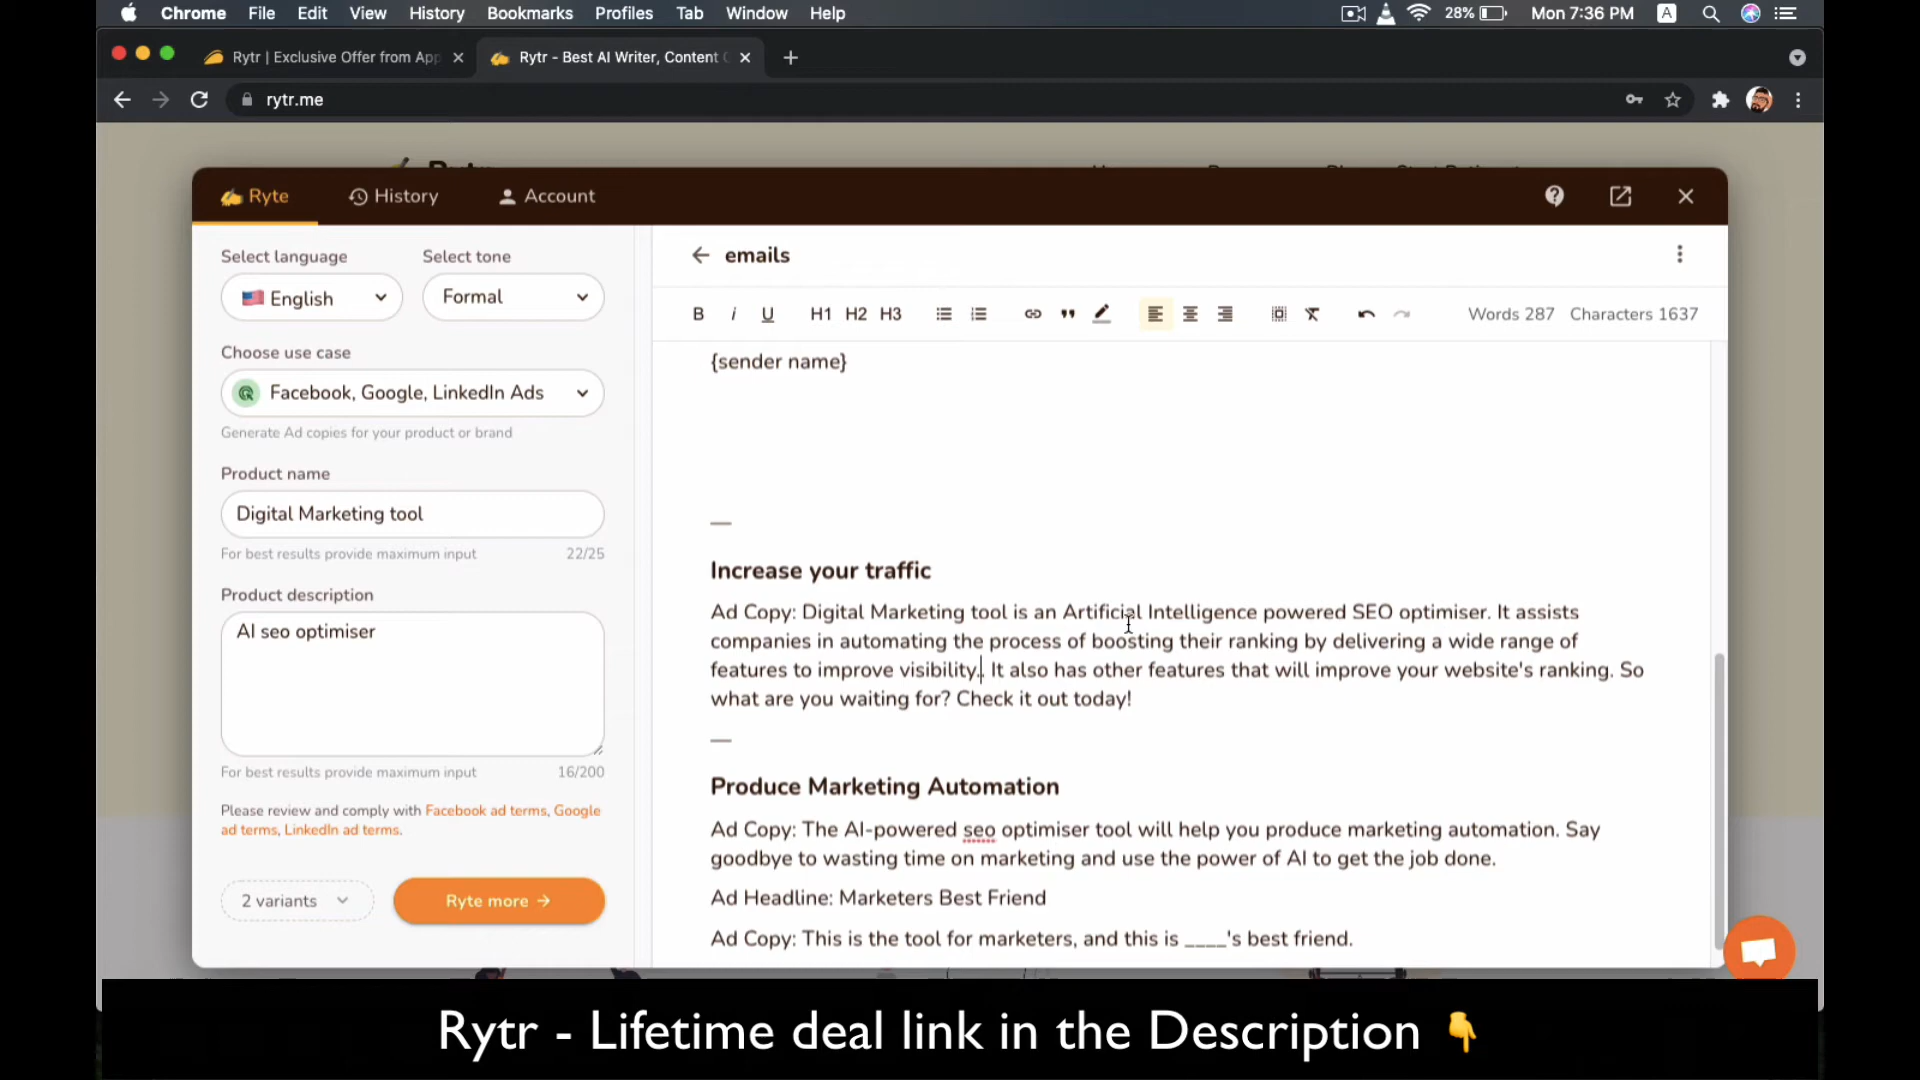 Chrome File Edit View History Bookmarks Profiles Tab Window Help 28% Mon 7:36 PM A
Rytr | Exclusive Offer from App
Rytr - Best AI Writer, Content
rytr.me
Ryte History Account
Select language
Select tone
English
Formal
Choose use case
Facebook, Google, LinkedIn Ads
Generate Ad copies for your product or brand
Product name
Digital Marketing tool
For best results provide maximum input 22/25
Product description
AI seo optimiser
For best results provide maximum input 16/200
Please review and comply with Facebook ad terms, Google
ad terms, LinkedIn ad terms.
2 variants
Ryte more →
emails
B i U H1 H2 H3 Words 287 Characters 1637
{sender name}
—
Increase your traffic
Ad Copy: Digital Marketing tool is an Artificial Intelligence powered SEO optimiser. It assists
companies in automating the process of boosting their ranking by delivering a wide range of
features to improve visibility.. It also has other features that will improve your website's ranking. So
what are you waiting for? Check it out today!
—
Produce Marketing Automation
Ad Copy: The AI-powered seo optimiser tool will help you produce marketing automation. Say
goodbye to wasting time on marketing and use the power of AI to get the job done.
Ad Headline: Marketers Best Friend
Ad Copy: This is the tool for marketers, and this is ____'s best friend.
Rytr - Lifetime deal link in the Description 👇